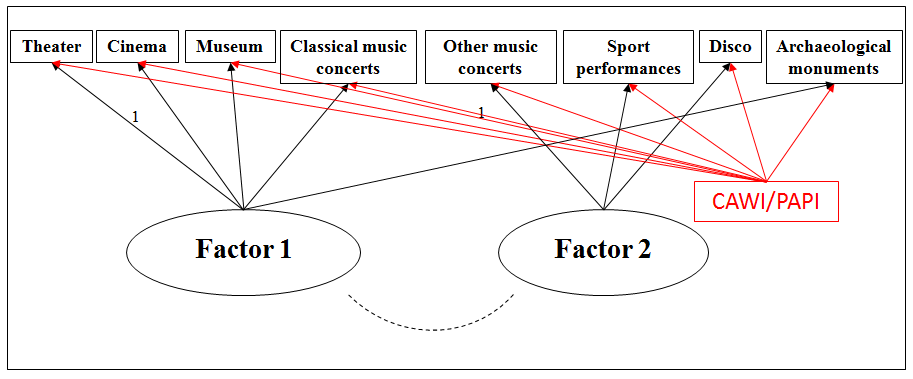 Theater
Cinema
Museum
Classical music
concerts
Other music
concerts
Sport
performances
Disco
Archaeological
monuments
1
1
CAWI/PAPI
Factor 1
Factor 2